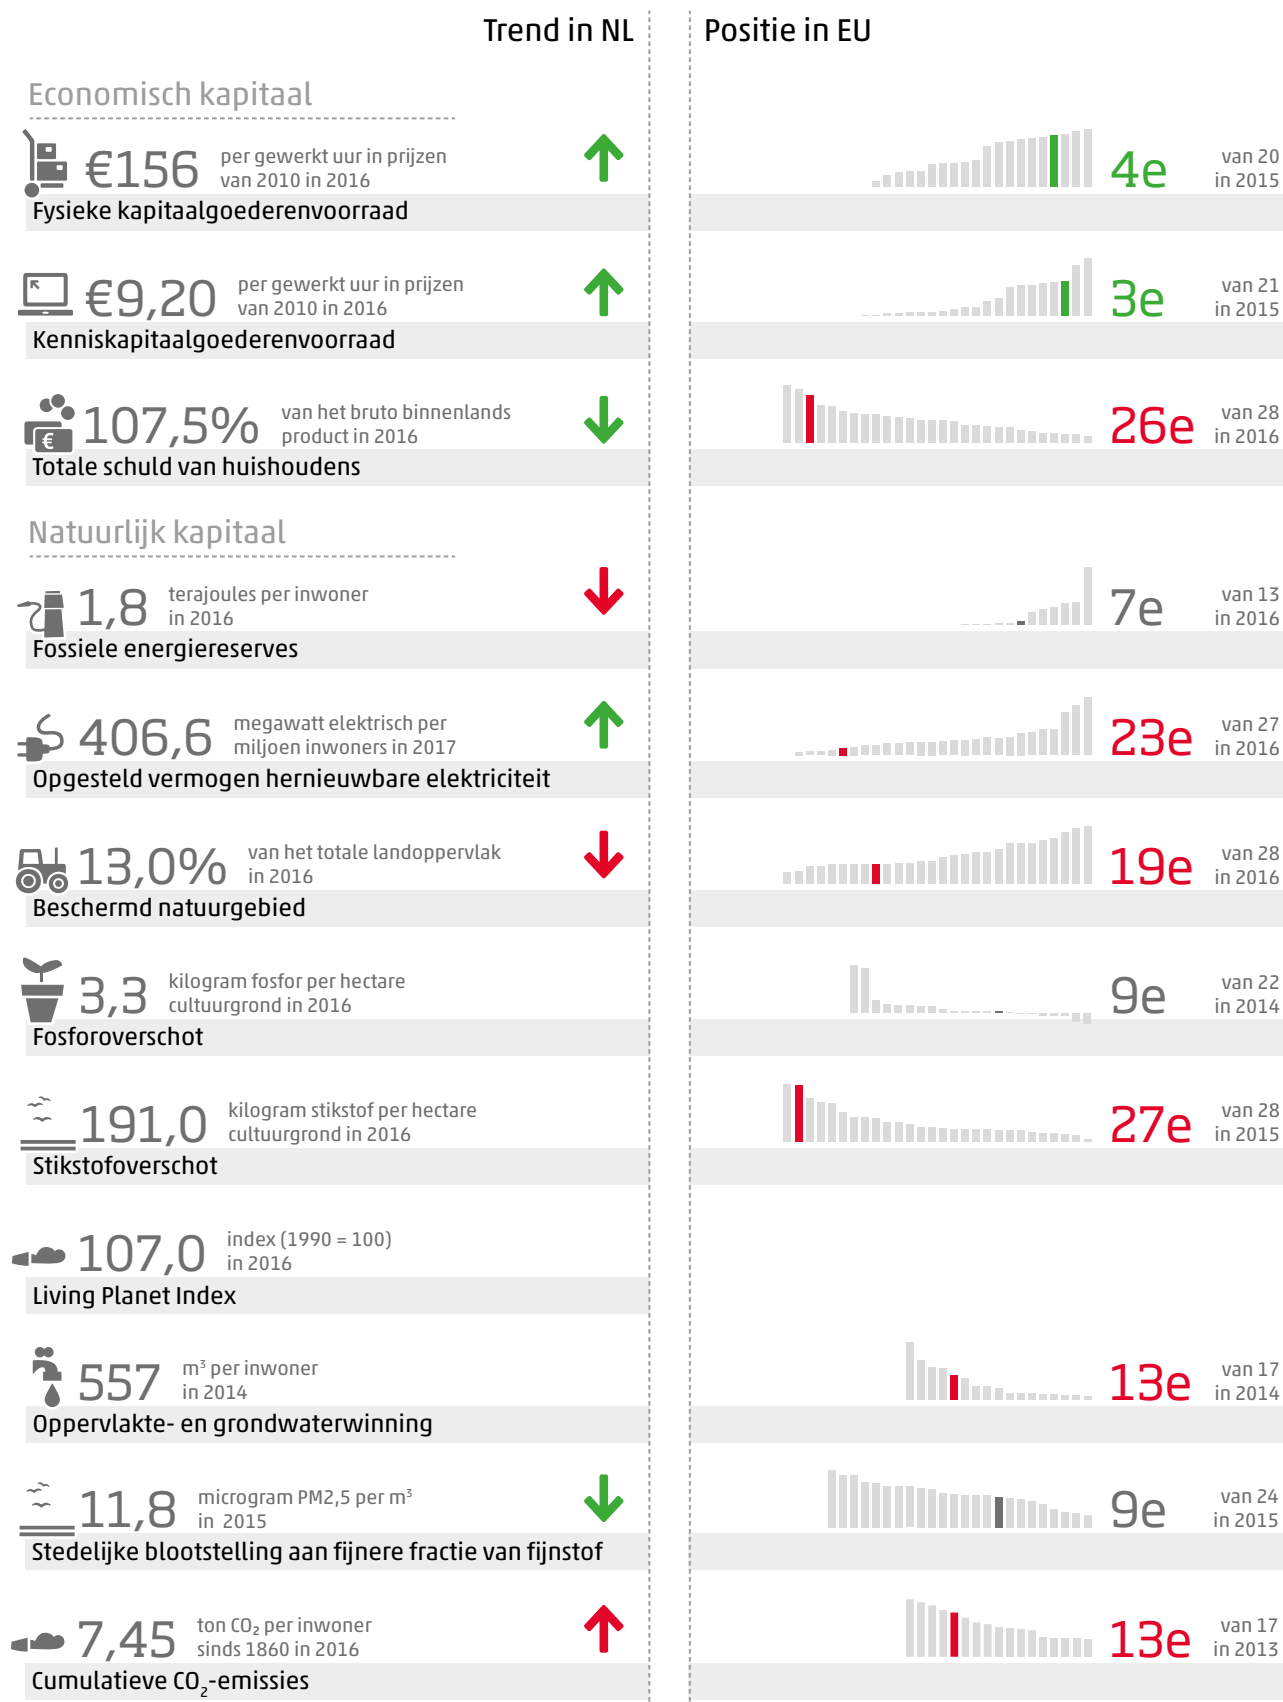 Trend in NL
Positie in EU
Economisch kapitaal
€156
per gewerkt uur in prijzen
van 2010 in 2016
4e
van 20
in 2015
Fysieke kapitaalgoederenvoorraad
€9,20
per gewerkt uur in prijzen
van 2010 in 2016
3e
van 21
in 2015
Kenniskapitaalgoederenvoorraad
€
107,5%
van het bruto binnenlands
product in 2016
26e
van 28
in 2016
Totale schuld van huishoudens
Natuurlijk kapitaal
1,8
terajoules per inwoner
in 2016
7e
van 13
in 2016
Fossiele energiereserves
406,6
megawatt elektrisch per
miljoen inwoners in 2017
23e
van 27
in 2016
Opgesteld vermogen hernieuwbare elektriciteit
13,0%
van het totale landoppervlak
in 2016
19e
van 28
in 2016
Beschermd natuurgebied
3,3
kilogram fosfor per hectare
cultuurgrond in 2016
9e
van 22
in 2014
Fosforoverschot
191,0
kilogram stikstof per hectare
cultuurgrond in 2016
27e
van 28
in 2015
Stikstofoverschot
107,0
index (1990 = 100)
in 2016
Living Planet Index
557
m³ per inwoner
in 2014
13e
van 17
in 2014
Oppervlakte- en grondwaterwinning
11,8
microgram PM2,5 per m³
in 2015
9e
van 24
in 2015
Stedelijke blootstelling aan fijnere fractie van fijnstof
7,45
ton CO₂ per inwoner
sinds 1860 in 2016
13e
van 17
in 2013
Cumulatieve CO₂-emissies